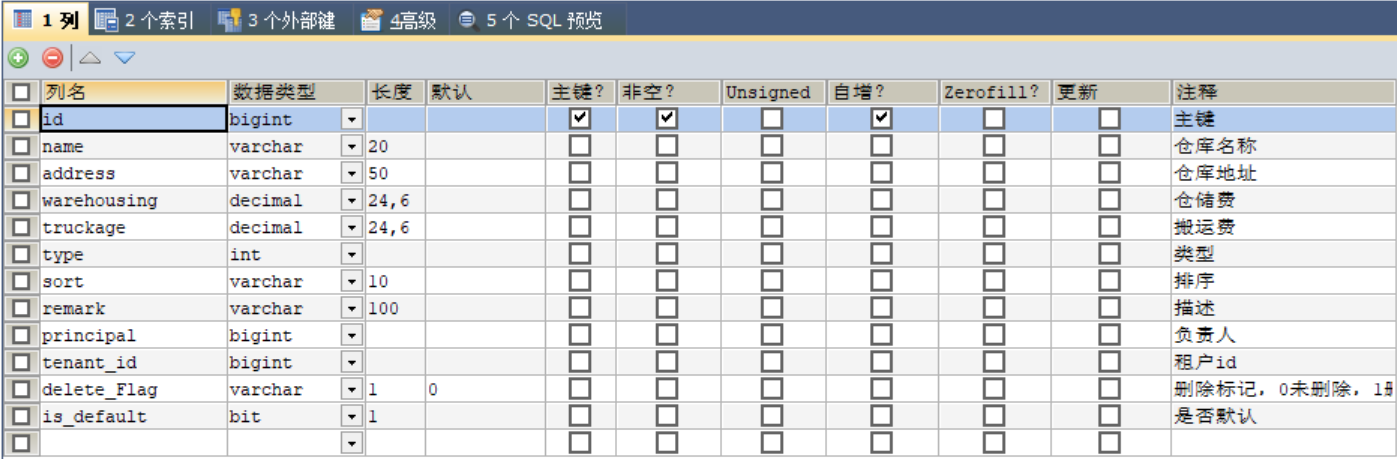 1 列 2 个索引 3 个外部键 4高级 5 个 SQL 预览
列名 数据类型 长度 默认 主键? 非空? Unsigned 自增? Zerofill? 更新 注释
id bigint 主键
name varchar 20 仓库名称
address varchar 50 仓库地址
warehousing decimal 24,6 仓储费
truckage decimal 24,6 搬运费
type int 类型
sort varchar 10 排序
remark varchar 100 描述
principal bigint 负责人
tenant_id bigint 租户id
delete_Flag varchar 1 0 删除标记，0未删除，1
is_default bit 1 是否默认